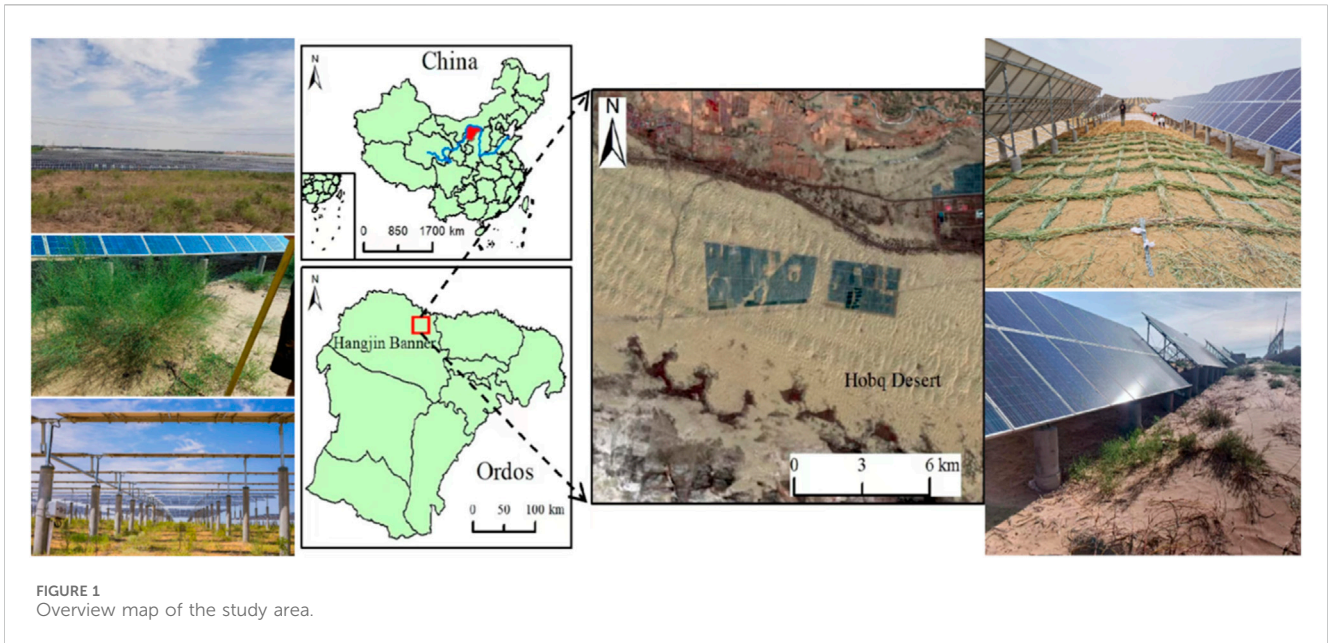 N
China
0 850 1700 km
N
Hangjin Banner
Ordos
0 50 100 km
N
Hobq Desert
0 3 6 km
FIGURE 1
Overview map of the study area.